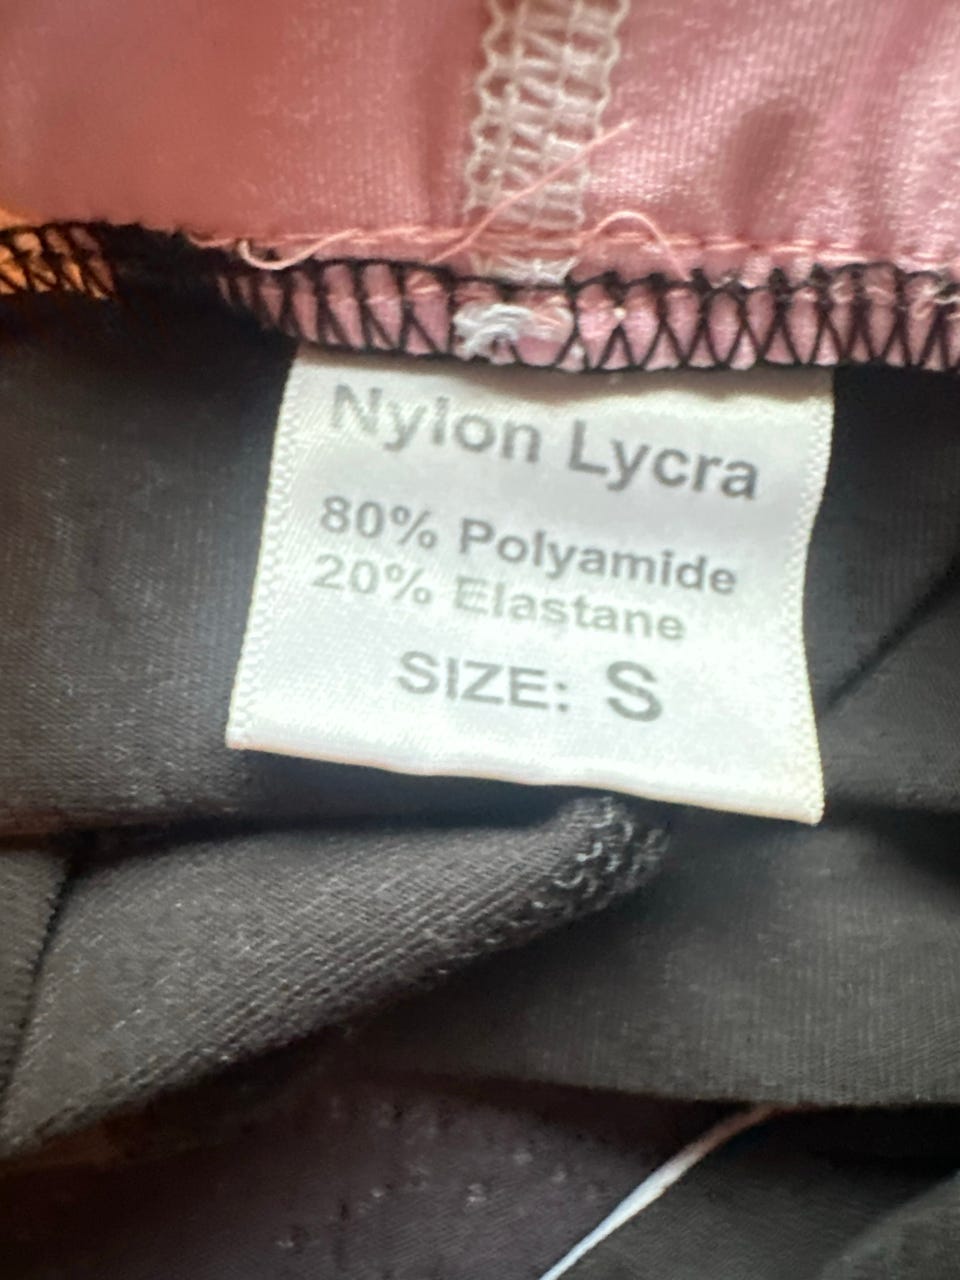 Nylon Lycra
80% Polyamide
20% Elastane
SIZE: S